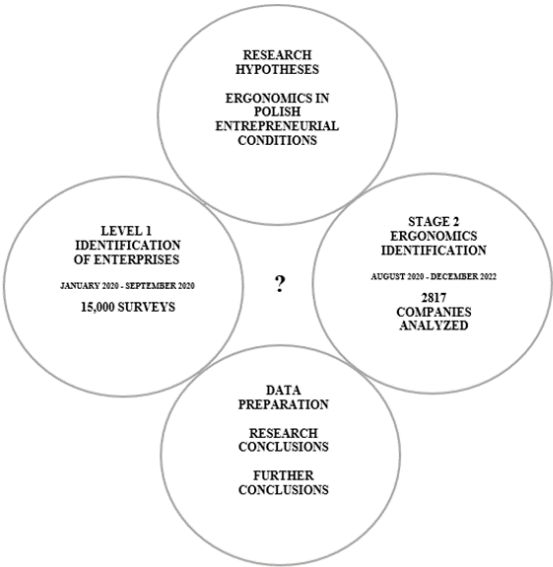 RESEARCH
HYPOTHESES
ERGONOMICS IN
POLISH
ENTREPRENEURIAL
CONDITIONS
LEVEL 1
IDENTIFICATION
OF ENTERPRISES
JANUARY 2020 - SEPTEMBER 2020
15,000 SURVEYS
?
STAGE 2
ERGONOMICS
IDENTIFICATION
AUGUST 2020 - DECEMBER 2022
2817
COMPANIES
ANALYZED
DATA
PREPARATION
RESEARCH
CONCLUSIONS
FURTHER
CONCLUSIONS